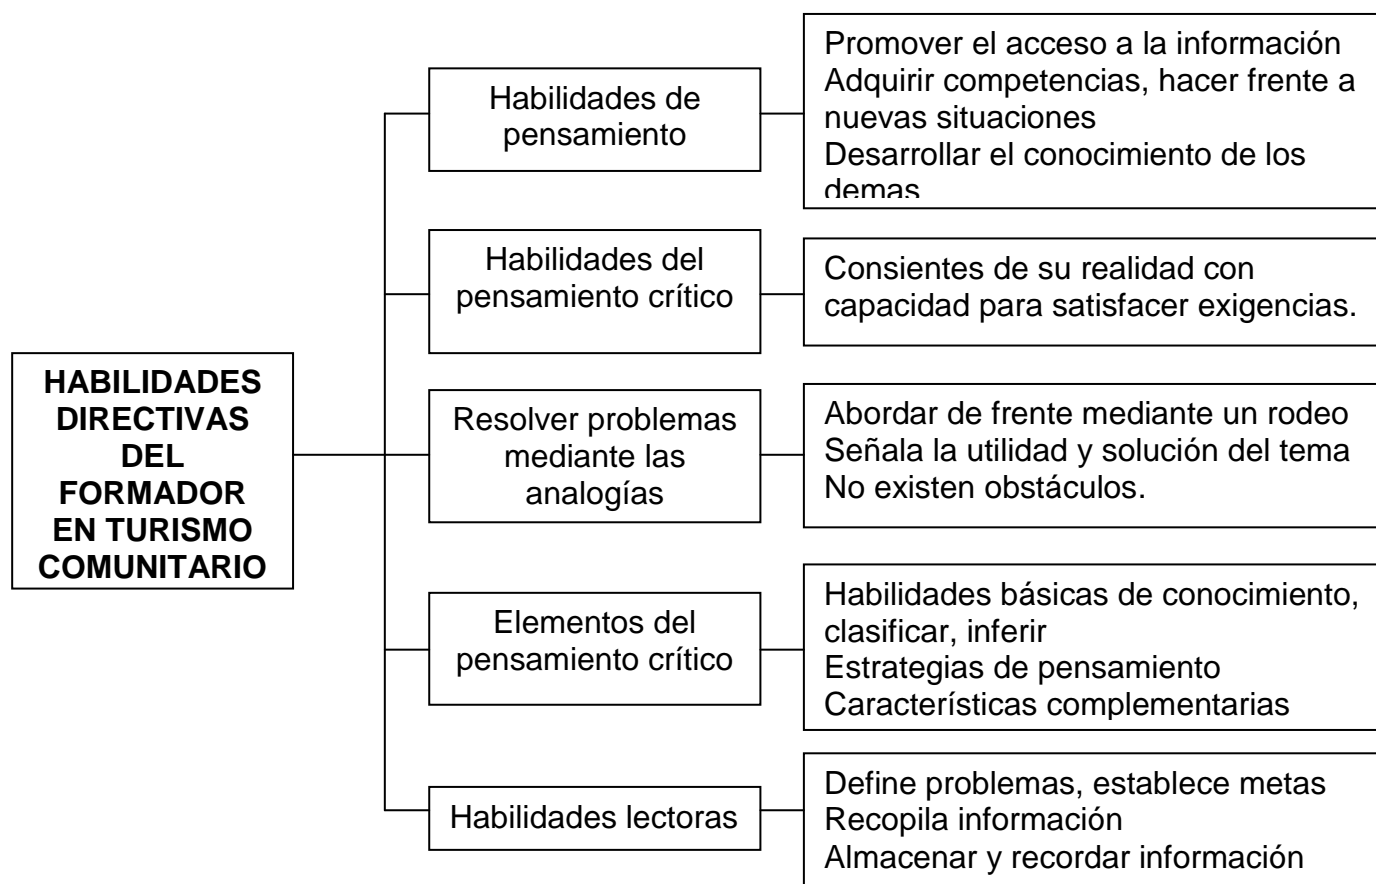 Habilidades de
pensamiento
Promover el acceso a la información
Adquirir competencias, hacer frente a
nuevas situaciones
Desarrollar el conocimiento de los
demas
Habilidades del
pensamiento crítico
Consientes de su realidad con
capacidad para satisfacer exigencias.
HABILIDADES
DIRECTIVAS
DEL
FORMADOR
EN TURISMO
COMUNITARIO
Resolver problemas
mediante las
analogías
Abordar de frente mediante un rodeo
Señala la utilidad y solución del tema
No existen obstáculos.
Elementos del
pensamiento crítico
Habilidades básicas de conocimiento,
clasificar, inferir
Estrategias de pensamiento
Características complementarias
Habilidades lectoras
Define problemas, establece metas
Recopila información
Almacenar y recordar información